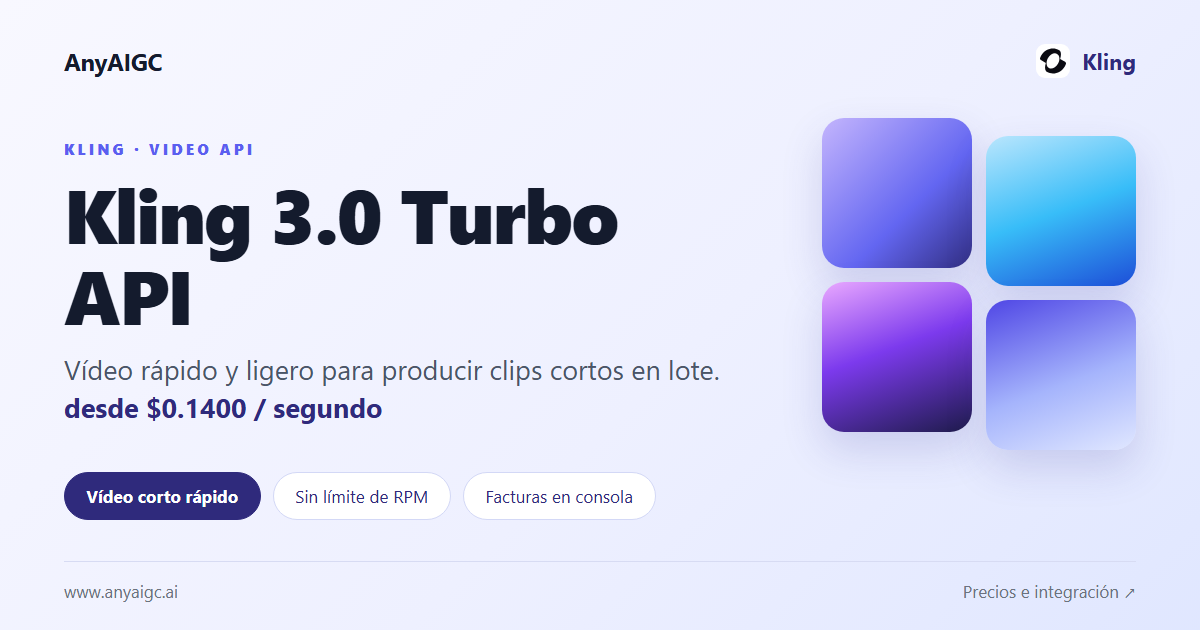 AnyAIGC
Kling
KLING · VIDEO API
Kling 3.0 Turbo
API
Vídeo rápido y ligero para producir clips cortos en lote.
desde $0.1400 / segundo
Vídeo corto rápido
Sin límite de RPM
Facturas en consola
www.anyaigc.ai
Precios e integración ↗